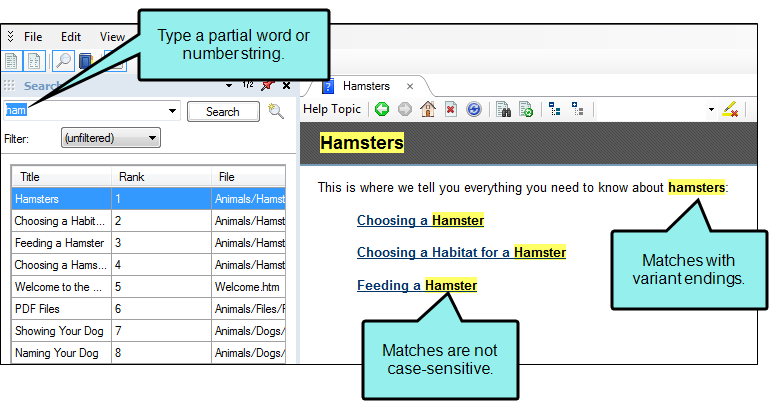 Type a partial word or
number string.
File Edit View
Search
1/2
Hamsters
ham
Search
Help Topic
Filter: (unfiltered)
Hamsters
Title Rank File
Hamsters 1 Animals/Hamst
Choosing a Habit... 2 Animals/Hamst
Feeding a Hamster 3 Animals/Hamst
Choosing a Hams... 4 Animals/Hamst
Welcome to the ... 5 Welcome.htm
PDF Files 6 Animals/Files/F
Showing Your Dog 7 Animals/Dogs/
Naming Your Dog 8 Animals/Dogs/
This is where we tell you everything you need to know about hamsters:
Choosing a Hamster
Choosing a Habitat for a Hamster
Feeding a Hamster
Matches with
variant endings.
Matches are not
case-sensitive.